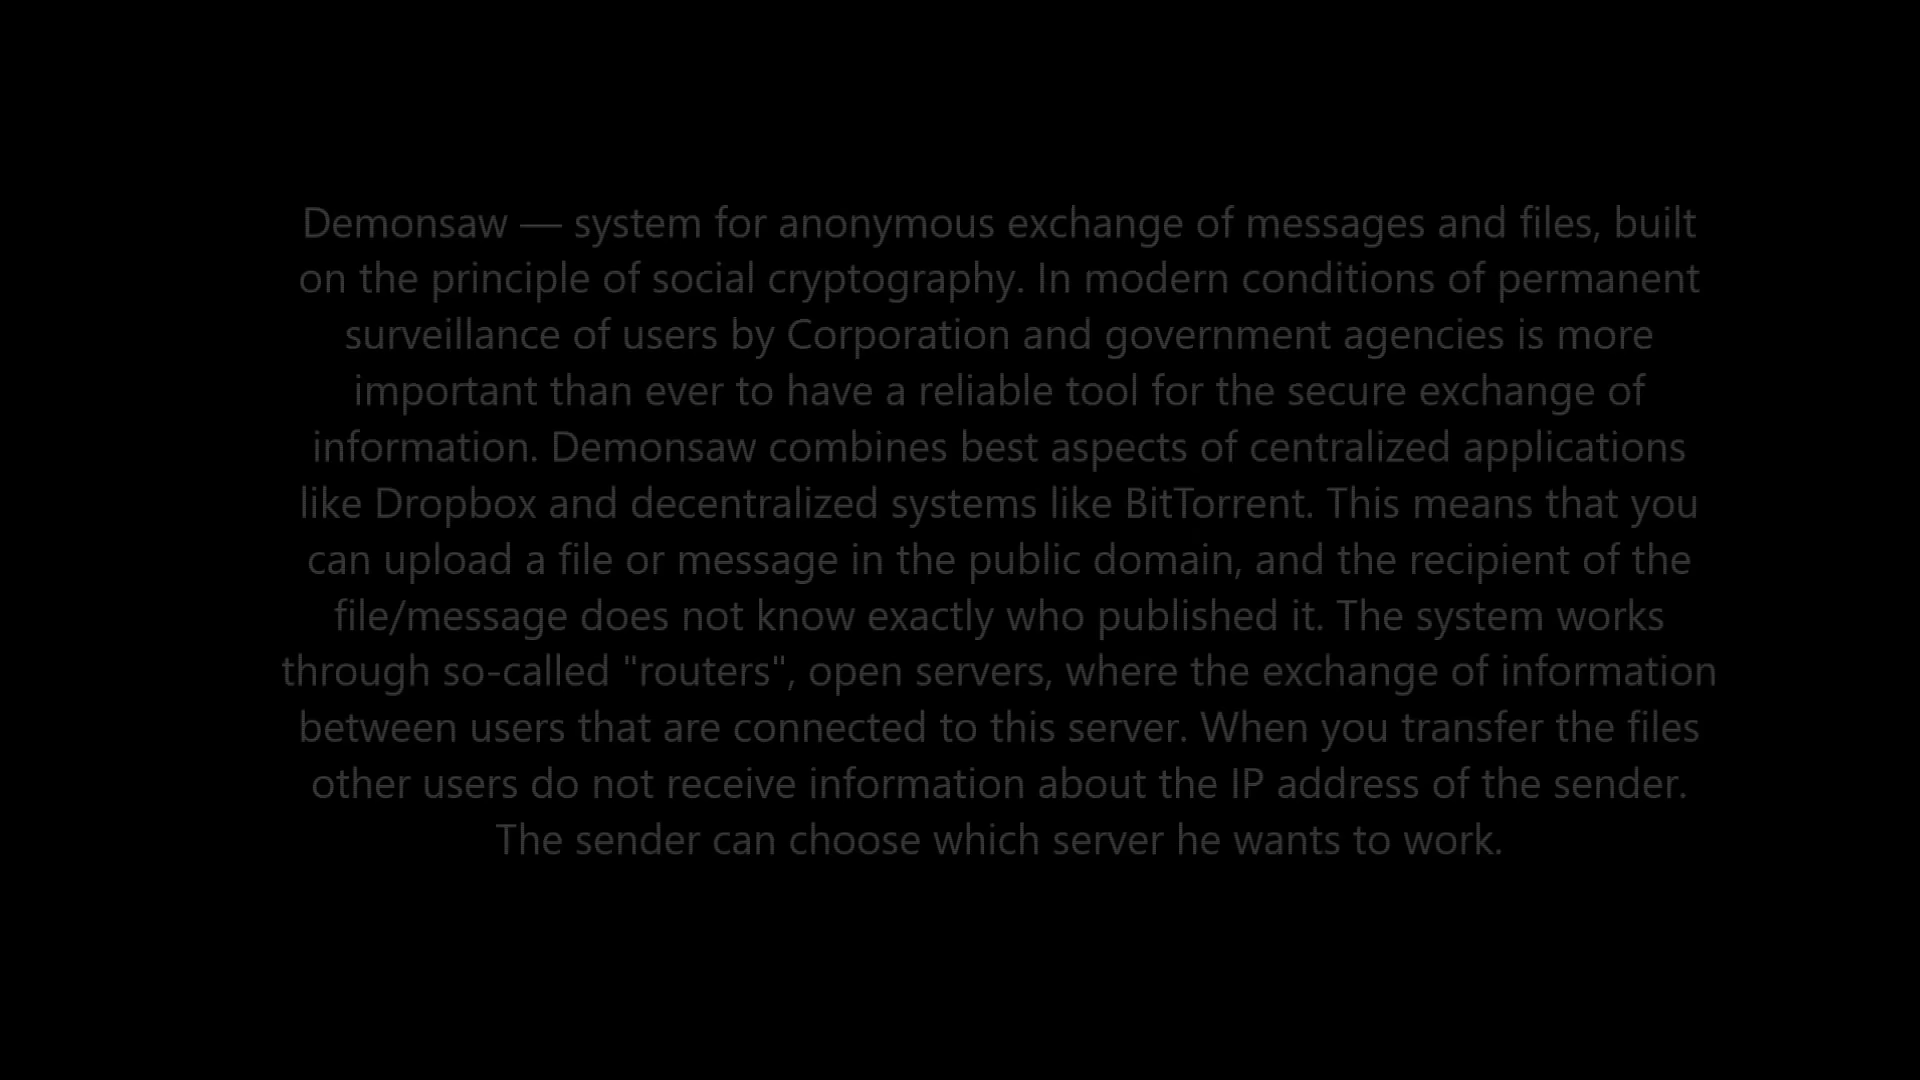 Demonsaw — system for anonymous exchange of messages and files, built
on the principle of social cryptography. In modern conditions of permanent
surveillance of users by Corporation and government agencies is more
important than ever to have a reliable tool for the secure exchange of
information. Demonsaw combines best aspects of centralized applications
like Dropbox and decentralized systems like BitTorrent. This means that you
can upload a file or message in the public domain, and the recipient of the
file/message does not know exactly who published it. The system works
through so-called "routers", open servers, where the exchange of information
between users that are connected to this server. When you transfer the files
other users do not receive information about the IP address of the sender.
The sender can choose which server he wants to work.